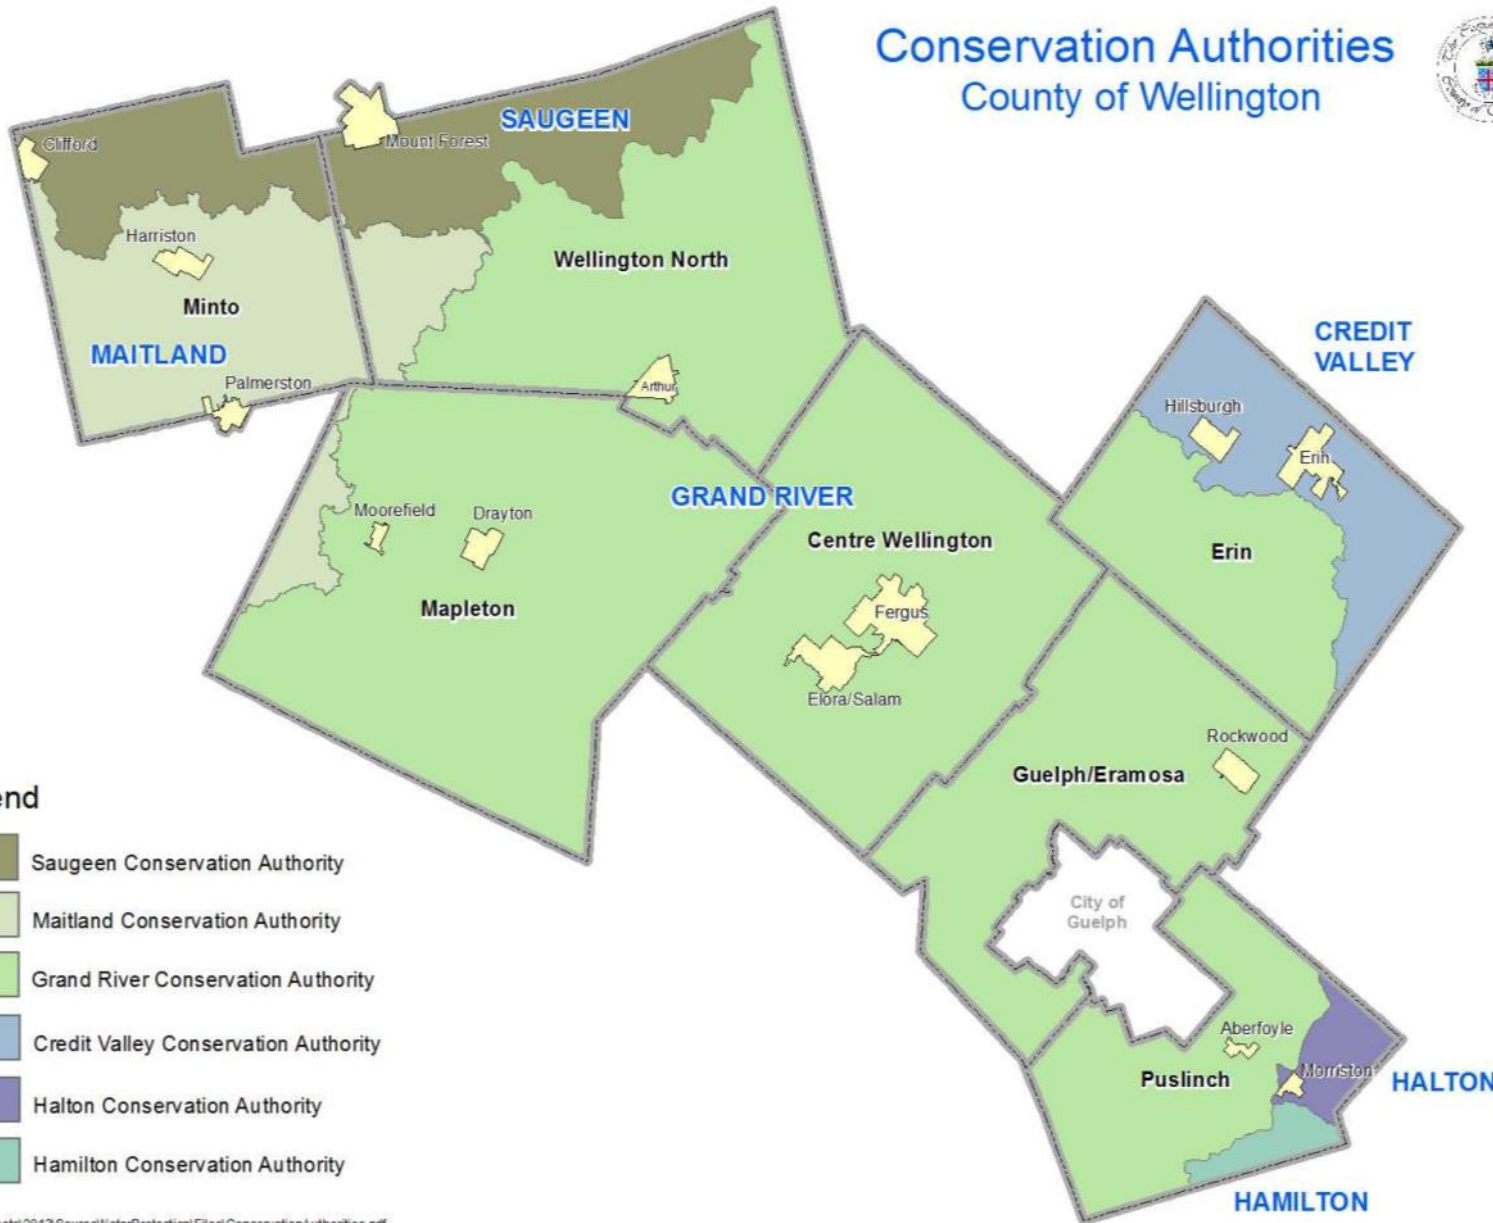 Conservation Authorities
County of Wellington
SAUGEEN
Clifford
Mount Forest
Harriston
Wellington North
Minto
MAITLAND
Palmerston
Arthur
CREDIT
VALLEY
Hillsburgh
Erin
GRAND RIVER
Moorefield
Drayton
Centre Wellington
Erin
Mapleton
Fergus
Elora/Salam
Rockwood
Guelph/Eramosa
City of
Guelph
Aberfoyle
Morriston
Puslinch
HALTON
HAMILTON
end
Saugeen Conservation Authority
Maitland Conservation Authority
Grand River Conservation Authority
Credit Valley Conservation Authority
Halton Conservation Authority
Hamilton Conservation Authority